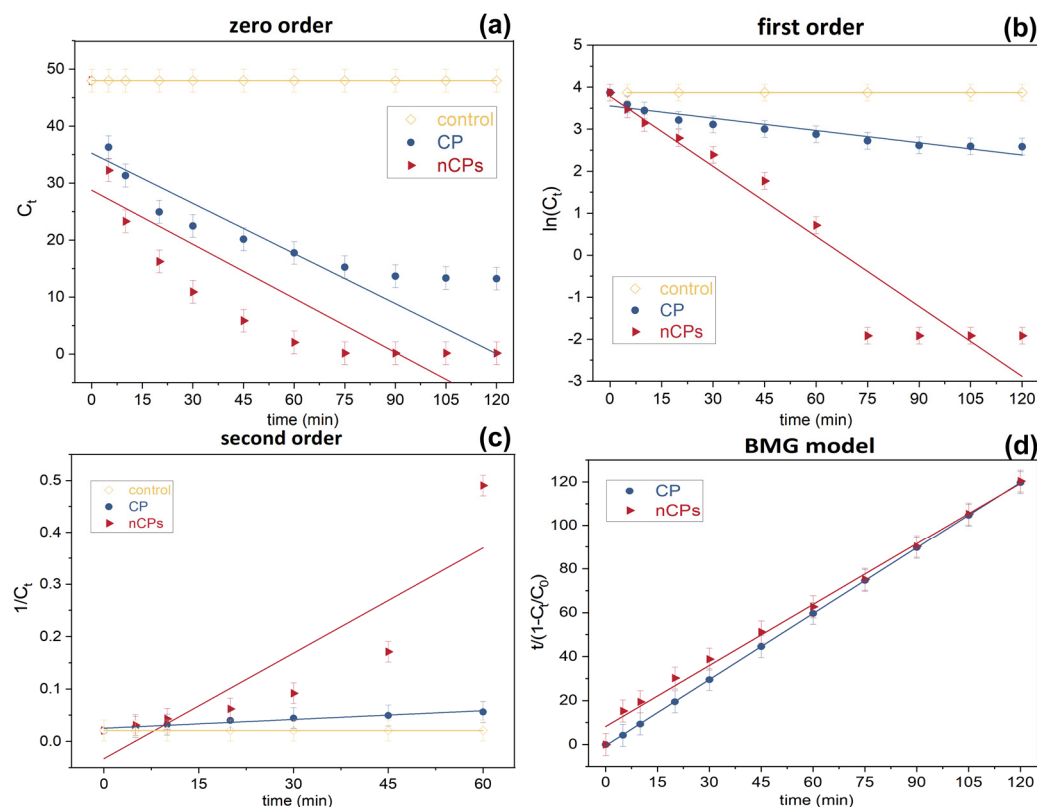 zero order
(a)
50
40
30
20
10
0
C_t
control
CP
nCPs
0 15 30 45 60 75 90 105 120
time (min)
first order
(b)
5
4
3
2
1
0
-1
-2
-3
ln(C_t)
control
CP
nCPs
0 15 30 45 60 75 90 105 120
time (min)
second order
(c)
0.5
0.4
0.3
0.2
0.1
0.0
1/C_t
control
CP
nCPs
0 15 30 45 60
time (min)
BMG model
(d)
120
100
80
60
40
20
0
t/(1-C_t/C_0)
CP
nCPs
0 15 30 45 60 75 90 105 120
time (min)